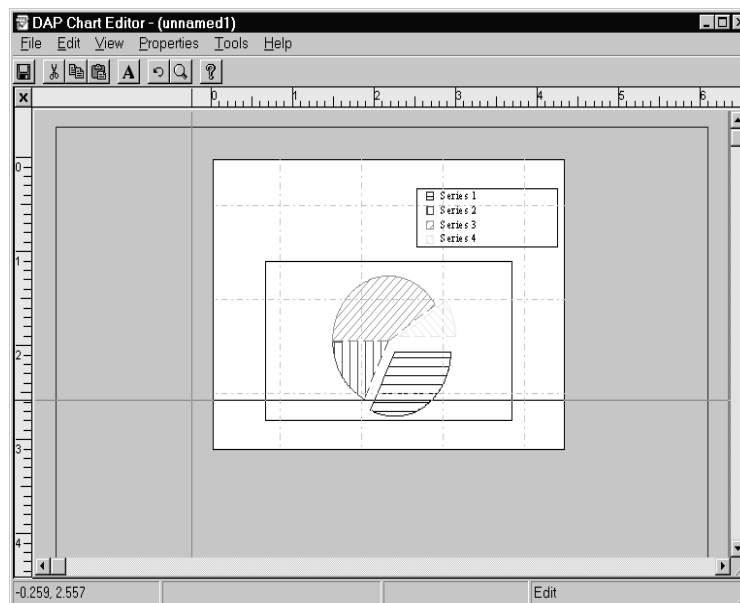 DAP Chart Editor - (unnamed1)
File Edit View Properties Tools Help
A ?
X 0 1 2 3 4 5 6
0
Series 1
Series 2
Series 3
Series 4
1
2
3
4
-0.259, 2.557 Edit